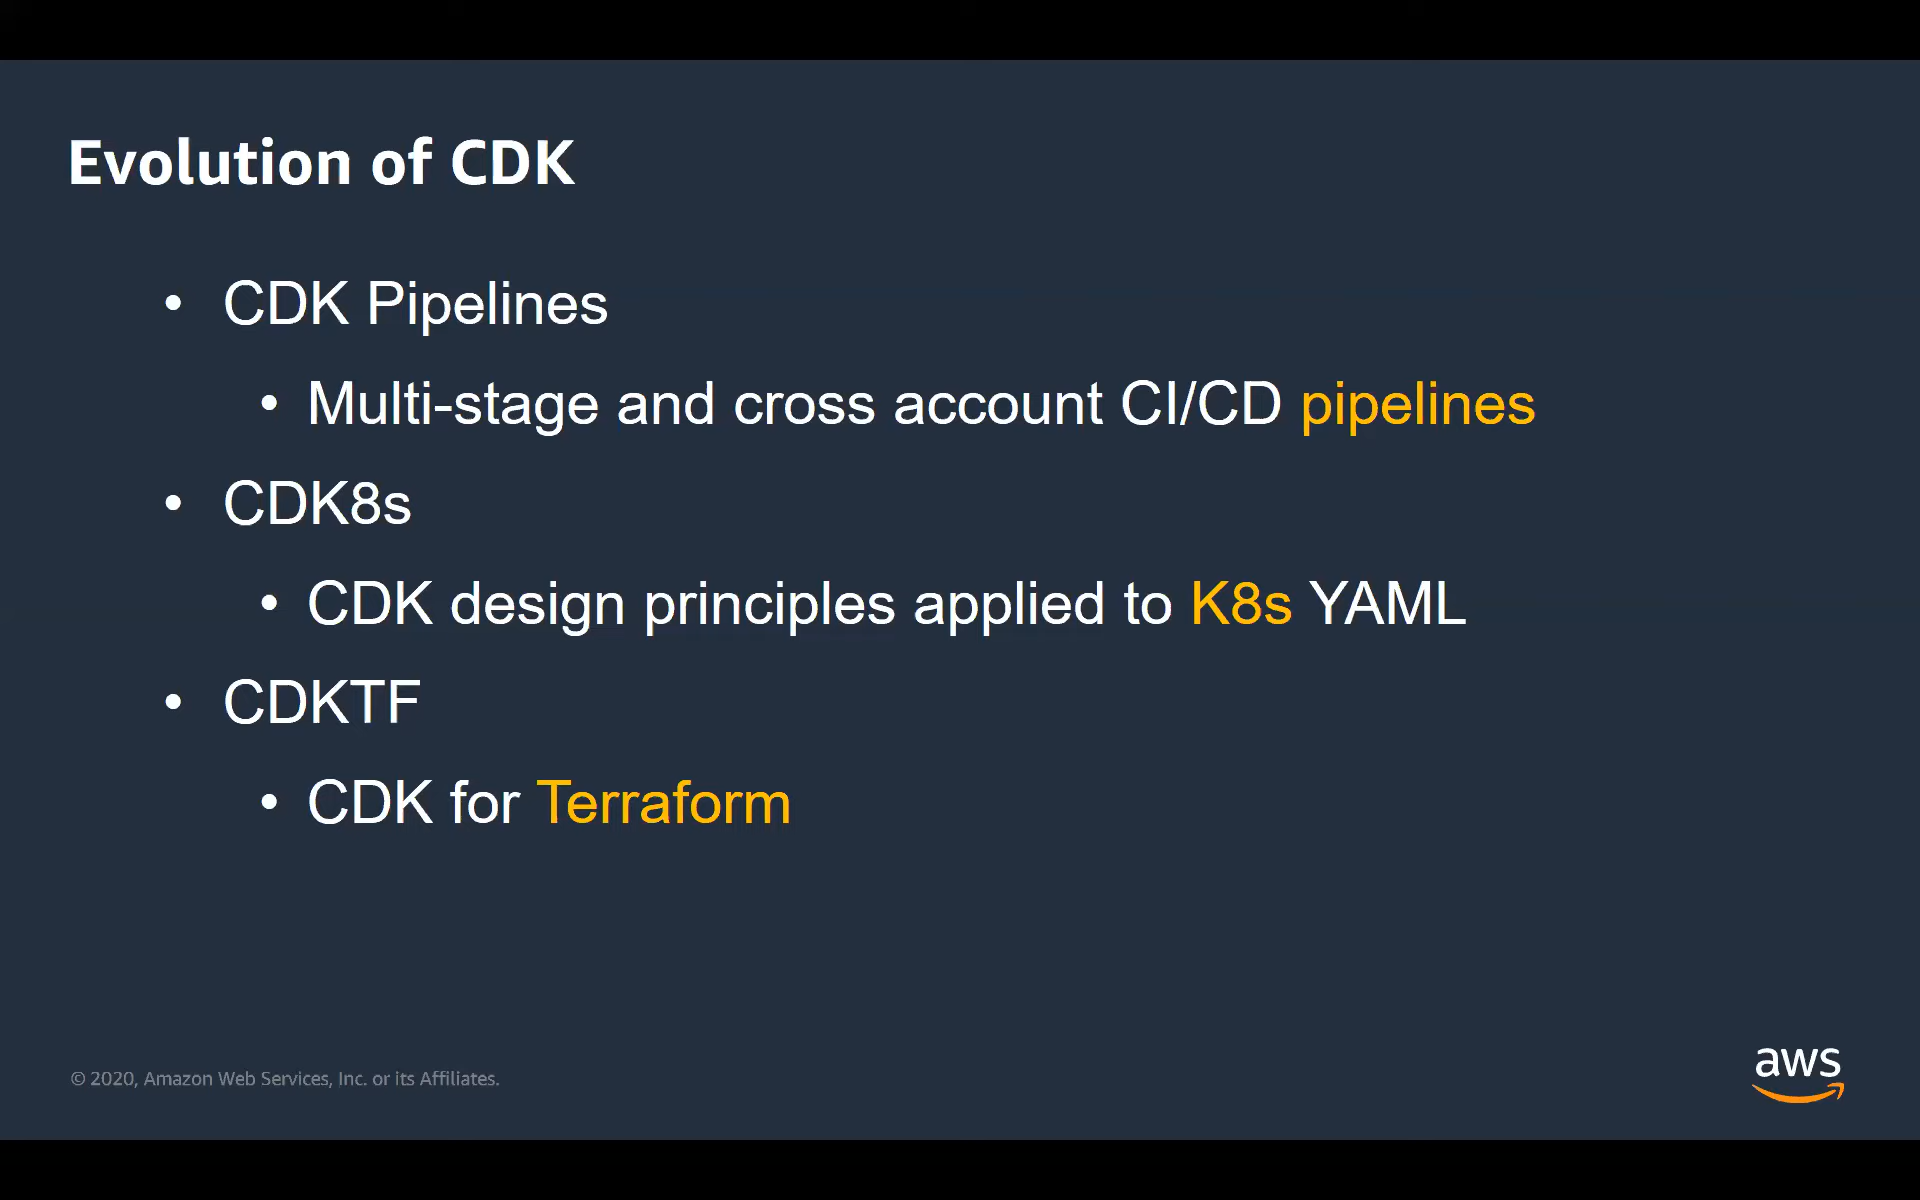 Evolution of CDK
• CDK Pipelines
• Multi-stage and cross account CI/CD pipelines
• CDK8s
• CDK design principles applied to K8s YAML
• CDKTF
• CDK for Terraform
© 2020, Amazon Web Services, Inc. or its Affiliates.
aws